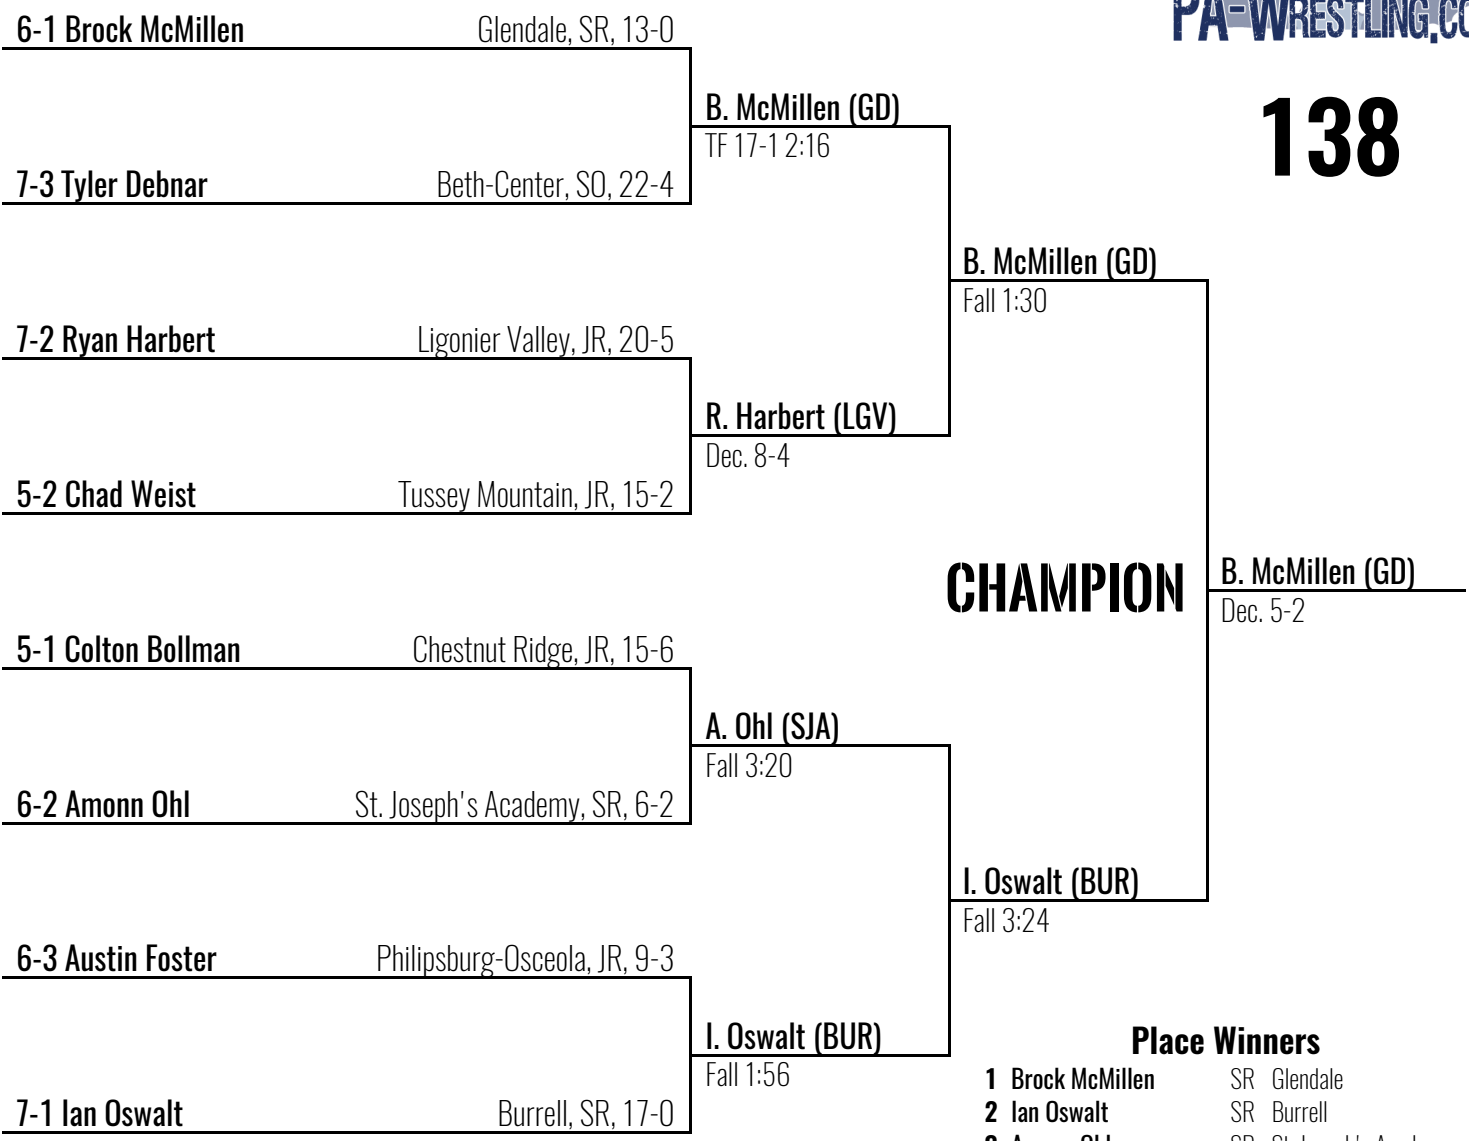 PA-WRESTLING.CO
138
6-1 Brock McMillen Glendale, SR, 13-0
B. McMillen (GD)
TF 17-1 2:16
7-3 Tyler Debnar Beth-Center, SO, 22-4
B. McMillen (GD)
Fall 1:30
7-2 Ryan Harbert Ligonier Valley, JR, 20-5
R. Harbert (LGV)
Dec. 8-4
5-2 Chad Weist Tussey Mountain, JR, 15-2
CHAMPION
B. McMillen (GD)
Dec. 5-2
5-1 Colton Bollman Chestnut Ridge, JR, 15-6
A. Ohl (SJA)
Fall 3:20
6-2 Amonn Ohl St. Joseph's Academy, SR, 6-2
I. Oswalt (BUR)
Fall 3:24
6-3 Austin Foster Philipsburg-Osceola, JR, 9-3
I. Oswalt (BUR)
Fall 1:56
7-1 Ian Oswalt Burrell, SR, 17-0
Place Winners
1 Brock McMillen SR Glendale
2 Ian Oswalt SR Burrell